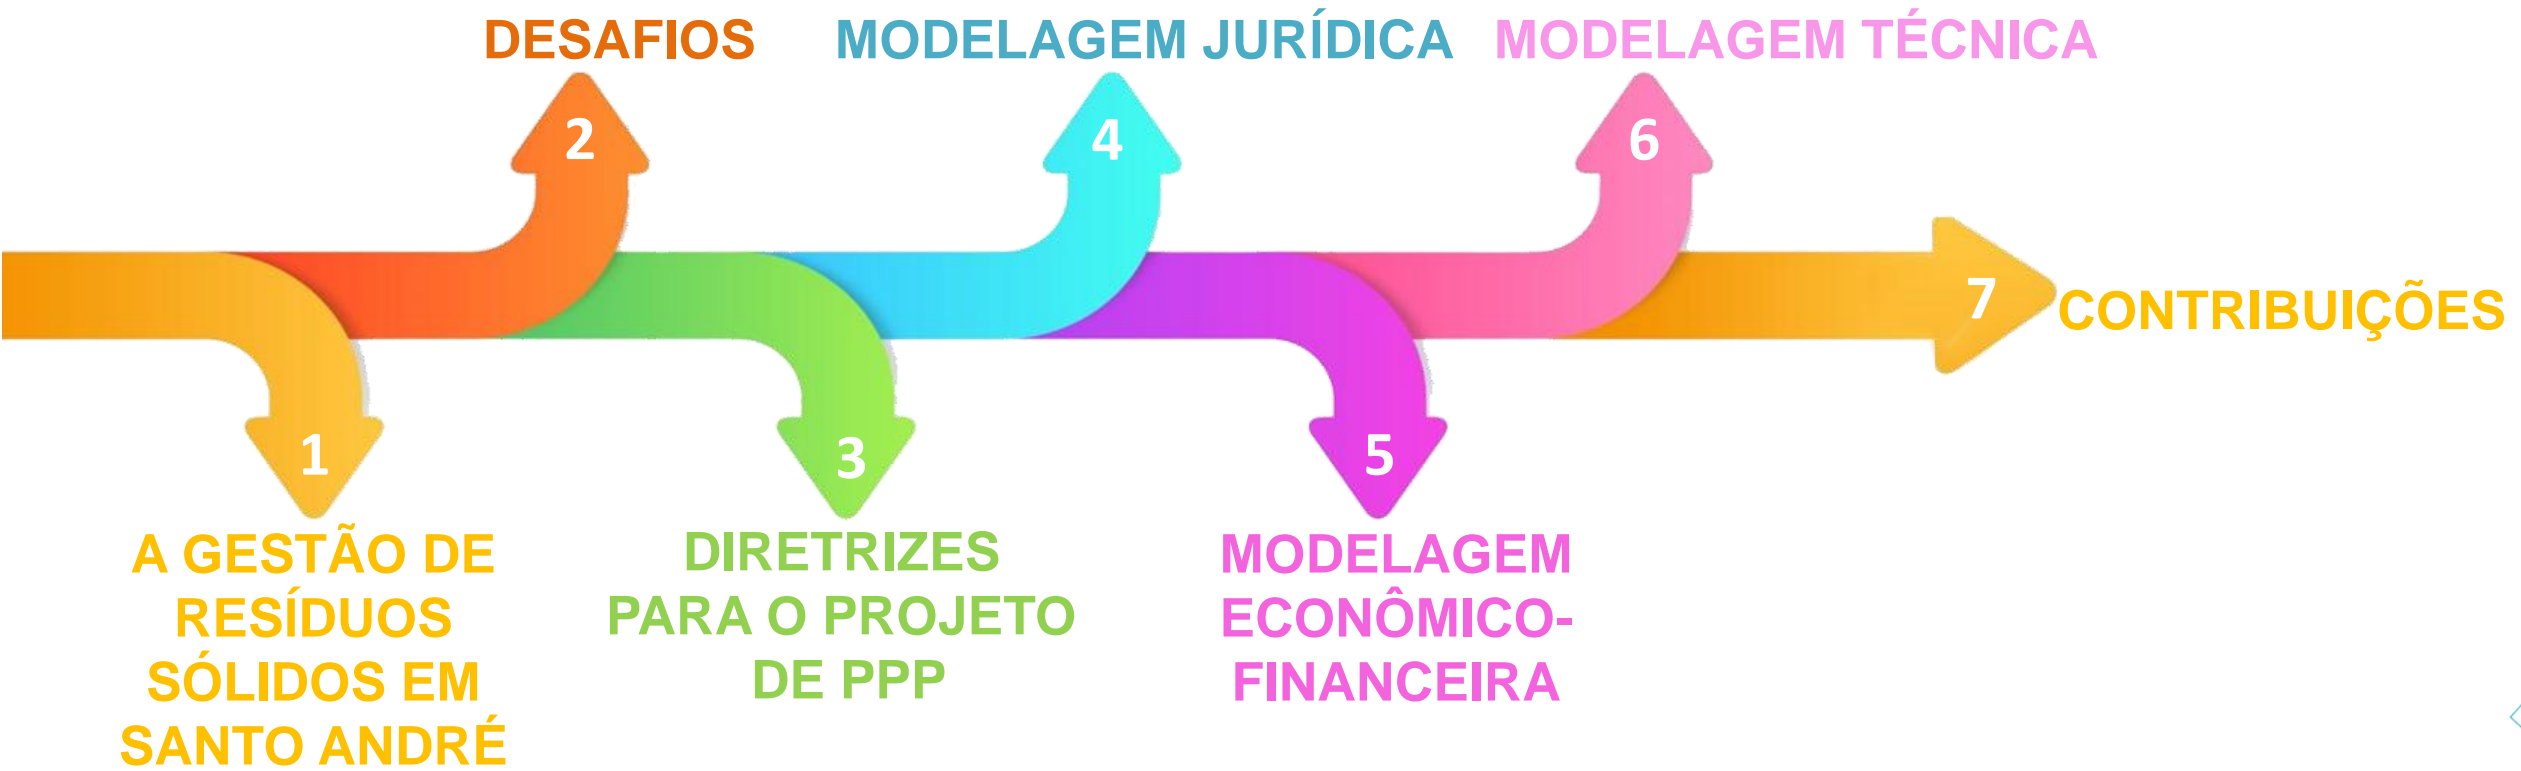 DESAFIOS
MODELAGEM JURÍDICA
MODELAGEM TÉCNICA
2
4
6
7
CONTRIBUIÇÕES
1
3
5
A GESTÃO DE
RESÍDUOS
SÓLIDOS EM
SANTO ANDRÉ
DIRETRIZES
PARA O PROJETO
DE PPP
MODELAGEM
ECONÔMICO-
FINANCEIRA